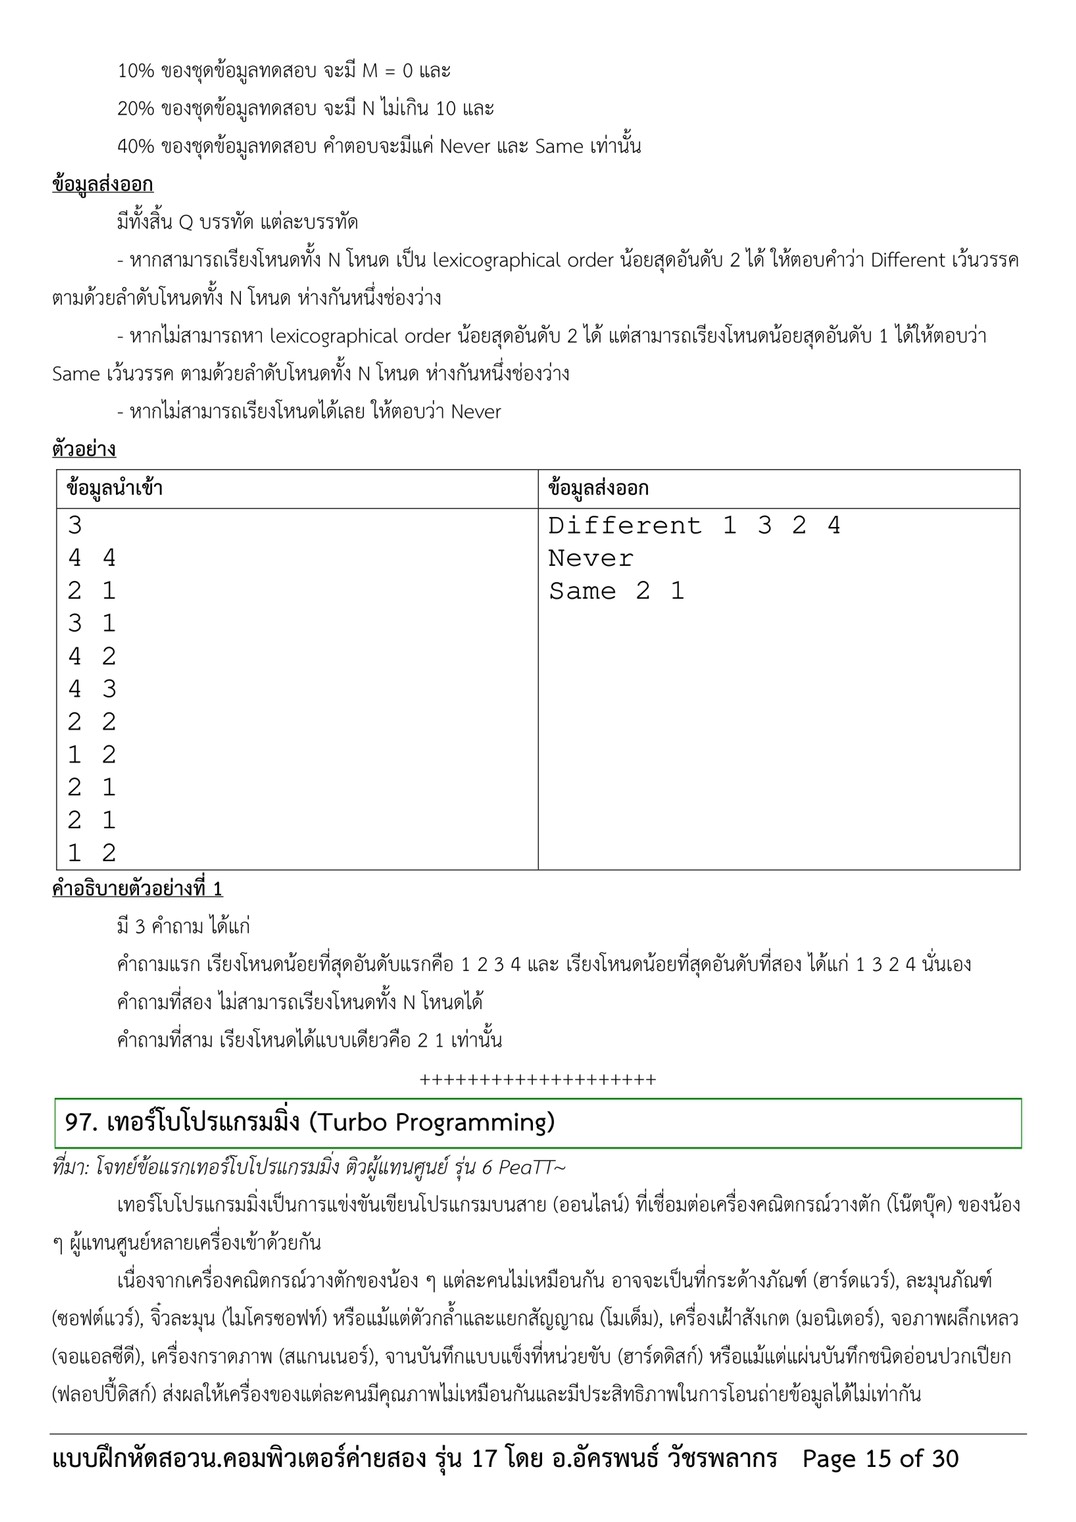 10% ของชุดข้อมูลทดสอบ จะมี M = 0 และ
20% ของชุดข้อมูลทดสอบ จะมี N ไม่เกิน 10 และ
40% ของชุดข้อมูลทดสอบ คำตอบจะมีแค่ Never และ Same เท่านั้น
ข้อมูลส่งออก
มีทั้งสิ้น Q บรรทัด แต่ละบรรทัด
- หากสามารถเรียงโหนดทั้ง N โหนด เป็น lexicographical order น้อยสุดอันดับ 2 ได้ ให้ตอบคำว่า Different เว้นวรรค
ตามด้วยลำดับโหนดทั้ง N โหนด ห่างกันหนึ่งช่องว่าง
- หากไม่สามารถหา lexicographical order น้อยสุดอันดับ 2 ได้ แต่สามารถเรียงโหนดน้อยสุดอันดับ 1 ได้ให้ตอบว่า
Same เว้นวรรค ตามด้วยลำดับโหนดทั้ง N โหนด ห่างกันหนึ่งช่องว่าง
- หากไม่สามารถเรียงโหนดได้เลย ให้ตอบว่า Never
ตัวอย่าง
ข้อมูลนำเข้า
3
4 4
2 1
3 1
4 2
4 3
2 2
1 2
2 1
2 1
1 2
ข้อมูลส่งออก
Different 1 3 2 4
Never
Same 2 1
คำอธิบายตัวอย่างที่ 1
มี 3 คำถาม ได้แก่
คำถามแรก เรียงโหนดน้อยที่สุดอันดับแรกคือ 1 2 3 4 และ เรียงโหนดน้อยที่สุดอันดับที่สอง ได้แก่ 1 3 2 4 นั่นเอง
คำถามที่สอง ไม่สามารถเรียงโหนดทั้ง N โหนดได้
คำถามที่สาม เรียงโหนดได้แบบเดียวคือ 2 1 เท่านั้น
++++++++++++++++++++
97. เทอร์โบโปรแกรมมิ่ง (Turbo Programming)
ที่มา: โจทย์ข้อแรกเทอร์โบโปรแกรมมิ่ง ติวผู้แทนศูนย์ รุ่น 6 PeaTT~
เทอร์โบโปรแกรมมิ่งเป็นการแข่งขันเขียนโปรแกรมบนสาย (ออนไลน์) ที่เชื่อมต่อเครื่องคณิตกรณ์วางตัก (โน๊ตบุ๊ค) ของน้อง
ๆ ผู้แทนศูนย์หลายเครื่องเข้าด้วยกัน
เนื่องจากเครื่องคณิตกรณ์วางตักของน้อง ๆ แต่ละคนไม่เหมือนกัน อาจจะเป็นที่กระด้างภัณฑ์ (ฮาร์ดแวร์), ละมุนภัณฑ์
(ซอฟต์แวร์), จิ๋วละมุน (ไมโครซอฟท์) หรือแม้แต่ตัวกล้ำและแยกสัญญาณ (โมเด็ม), เครื่องเฝ้าสังเกต (มอนิเตอร์), จอภาพผลึกเหลว
(จอแอลซีดี), เครื่องกราดภาพ (สแกนเนอร์), จานบันทึกแบบแข็งที่หน่วยขับ (ฮาร์ดดิสก์) หรือแม้แต่แผ่นบันทึกชนิดอ่อนปวกเปียก
(ฟลอปปี้ดิสก์) ส่งผลให้เครื่องของแต่ละคนมีคุณภาพไม่เหมือนกันและมีประสิทธิภาพในการโอนถ่ายข้อมูลได้ไม่เท่ากัน
แบบฝึกหัดสอวน.คอมพิวเตอร์ค่ายสอง รุ่น 17 โดย อ.อัครพนธ์ วัชรพลากร Page 15 of 30